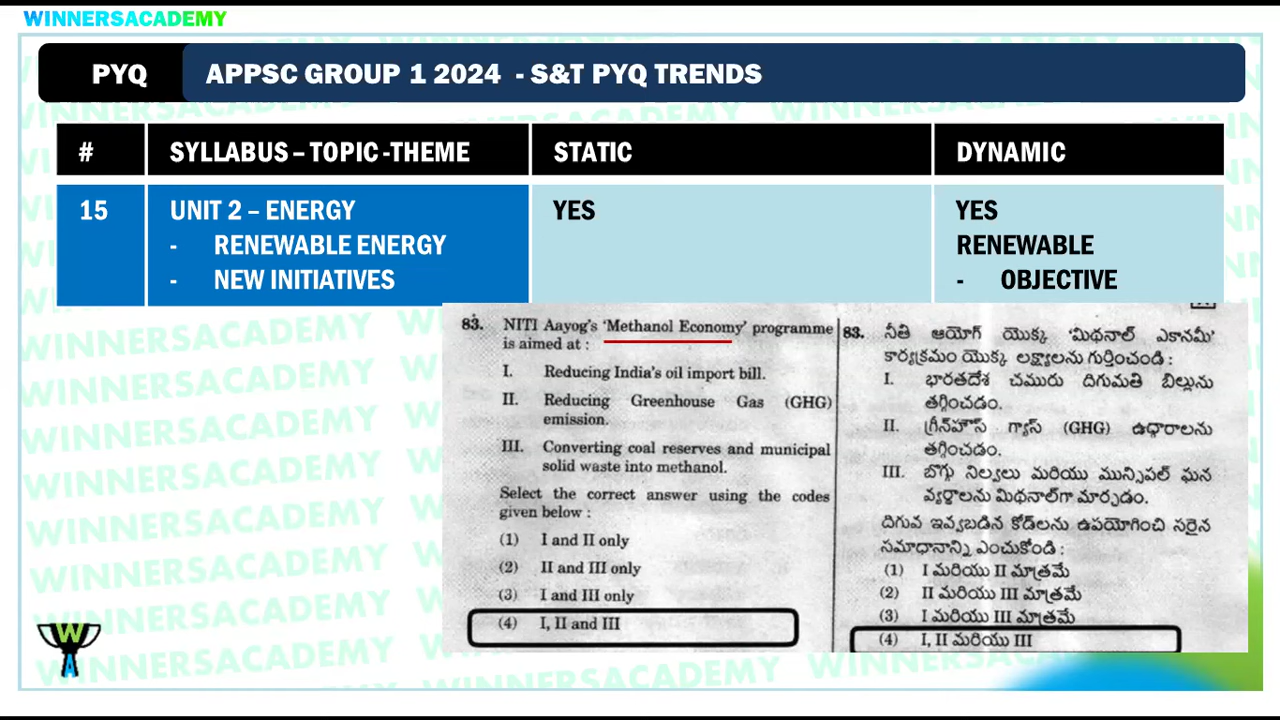 WINNERSACADEMY
PYQ
APPSC GROUP 1 2024 - S&T PYQ TRENDS
# SYLLABUS – TOPIC -THEME STATIC DYNAMIC
15 UNIT 2 – ENERGY YES YES
- RENEWABLE ENERGY RENEWABLE
- NEW INITIATIVES - OBJECTIVE
83. NITI Aayog's 'Methanol Economy' programme
is aimed at :
I. Reducing India's oil import bill.
II. Reducing Greenhouse Gas (GHG)
emission.
III. Converting coal reserves and municipal
solid waste into methanol.
Select the correct answer using the codes
given below :
(1) I and II only
(2) II and III only
(3) I and III only
(4) I, II and III
83. నీతి ఆయోగ్ యొక్క 'మిథనాల్ ఎకానమీ'
కార్యక్రమం యొక్క లక్ష్యాలను గుర్తించండి :
I. భారతదేశ చమురు దిగుమతి బిల్లును
తగ్గించడం.
II. గ్రీన్‌హౌస్ గ్యాస్ (GHG) ఉద్గారాలను
తగ్గించడం.
III. బొగ్గు నిల్వలు మరియు మున్సిపల్ ఘన
వ్యర్థాలను మిథనాల్‌గా మార్చడం.
దిగువ ఇవ్వబడిన కోడ్‌లను ఉపయోగించి సరైన
సమాధానాన్ని ఎంచుకోండి :
(1) I మరియు II మాత్రమే
(2) II మరియు III మాత్రమే
(3) I మరియు III మాత్రమే
(4) I, II మరియు III
W
A